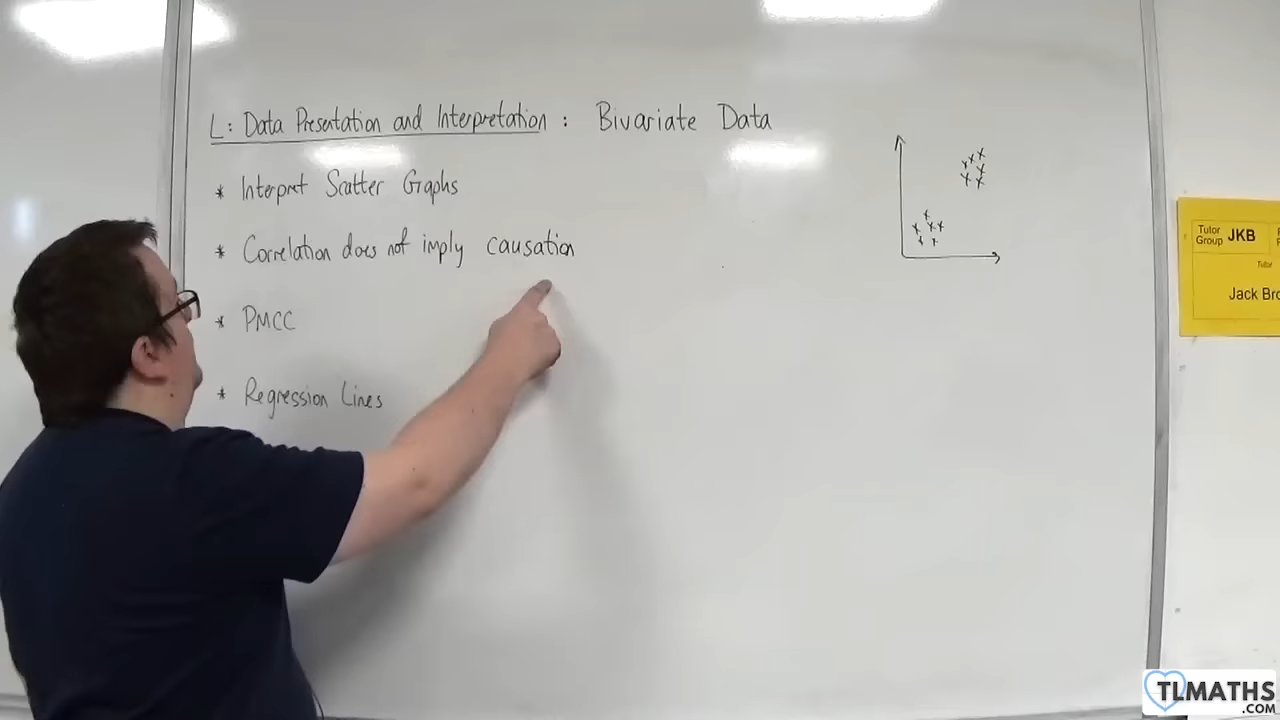 L: Data Presentation and Interpretation : Bivariate Data
* Interpret Scatter Graphs
* Correlation does not imply causation
* PMCC
* Regression Lines
Tutor Group JKB
Tutor
Jack
TLMATHS
.COM